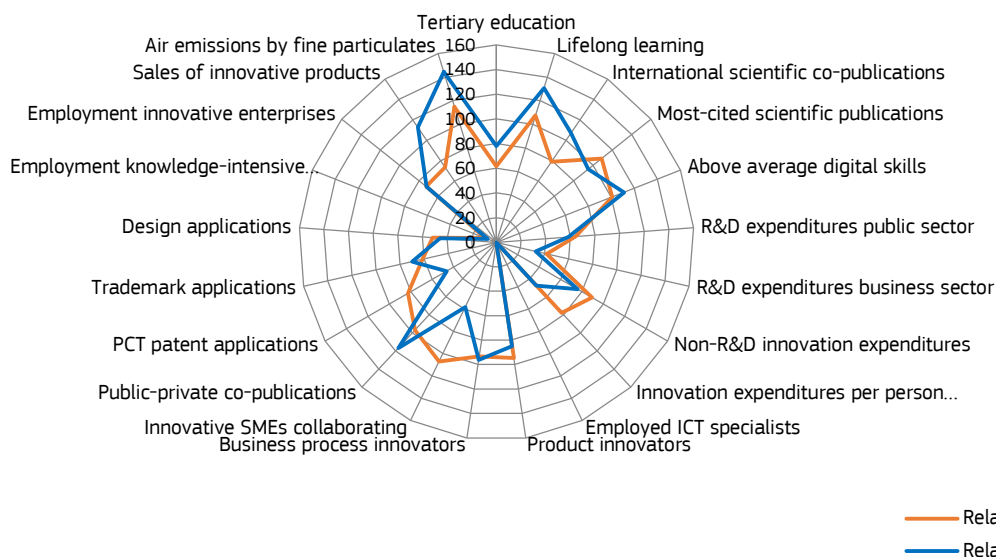 Tertiary education
Lifelong learning
International scientific co-publications
Most-cited scientific publications
Above average digital skills
R&D expenditures public sector
R&D expenditures business sector
Non-R&D innovation expenditures
Innovation expenditures per person...
Employed ICT specialists
Product innovators
Business process innovators
Innovative SMEs collaborating
Public-private co-publications
PCT patent applications
Trademark applications
Design applications
Employment knowledge-intensive...
Employment innovative enterprises
Sales of innovative products
Air emissions by fine particulates
160
140
120
100
80
60
40
20
0
Rela
Rela